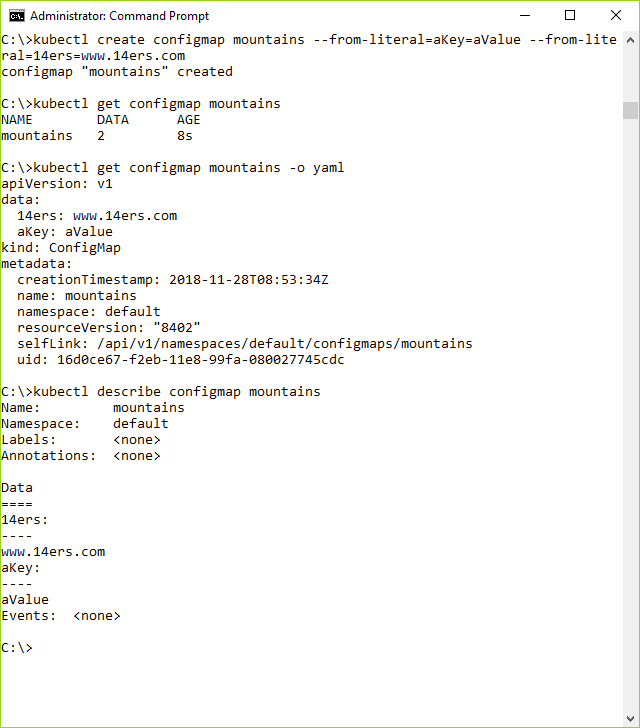 Administrator: Command Prompt
C:\>kubectl create configmap mountains --from-literal=aKey=aValue --from-lite
ral=14ers=www.14ers.com
configmap "mountains" created
C:\>kubectl get configmap mountains
NAME        DATA      AGE
mountains   2         8s
C:\>kubectl get configmap mountains -o yaml
apiVersion: v1
data:
  14ers: www.14ers.com
  aKey: aValue
kind: ConfigMap
metadata:
  creationTimestamp: 2018-11-28T08:53:34Z
  name: mountains
  namespace: default
  resourceVersion: "8402"
  selfLink: /api/v1/namespaces/default/configmaps/mountains
  uid: 16d0ce67-f2eb-11e8-99fa-080027745cdc
C:\>kubectl describe configmap mountains
Name:         mountains
Namespace:    default
Labels:       <none>
Annotations:  <none>
Data
====
14ers:
----
www.14ers.com
aKey:
----
aValue
Events:  <none>
C:\>